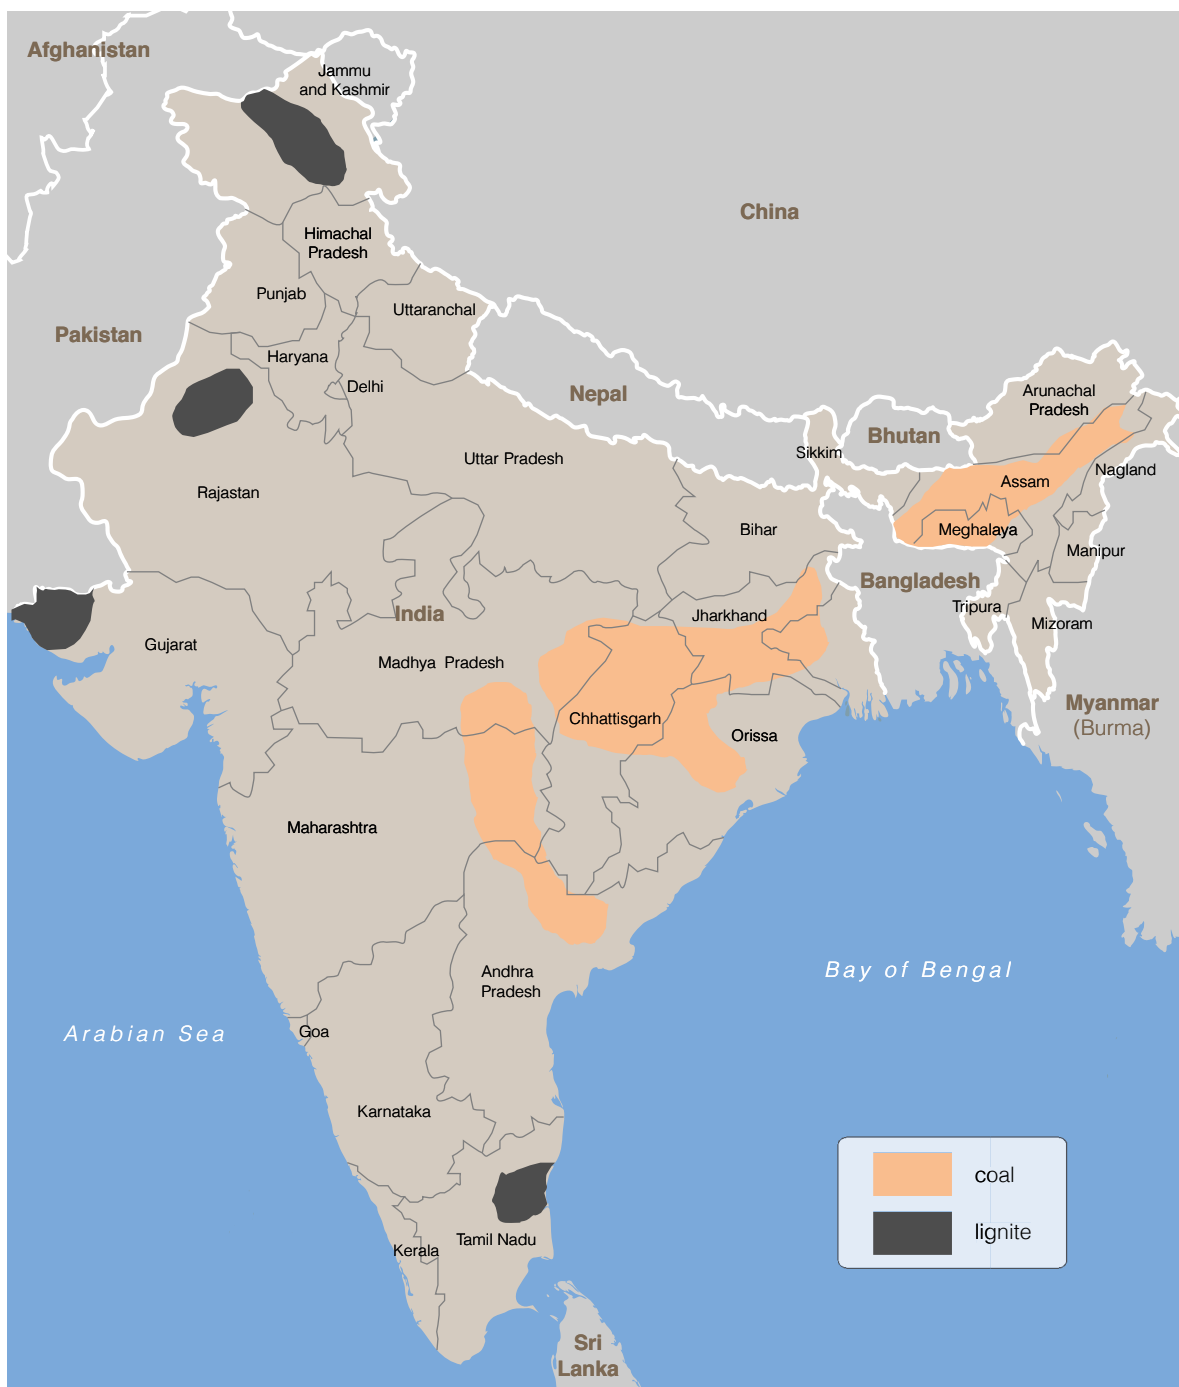 Afghanistan
Jammu
and Kashmir
China
Himachal
Pradesh
Punjab
Uttaranchal
Pakistan
Haryana
Delhi
Nepal
Arunachal
Pradesh
Bhutan
Sikkim
Uttar Pradesh
Nagland
Assam
Rajastan
Bihar
Meghalaya
Manipur
Bangladesh
Tripura
India
Jharkhand
Mizoram
Gujarat
Madhya Pradesh
Myanmar
(Burma)
Chhattisgarh
Orissa
Maharashtra
Bay of Bengal
Andhra
Pradesh
Arabian Sea
Goa
Karnataka
coal
lignite
Tamil Nadu
Kerala
Sri
Lanka